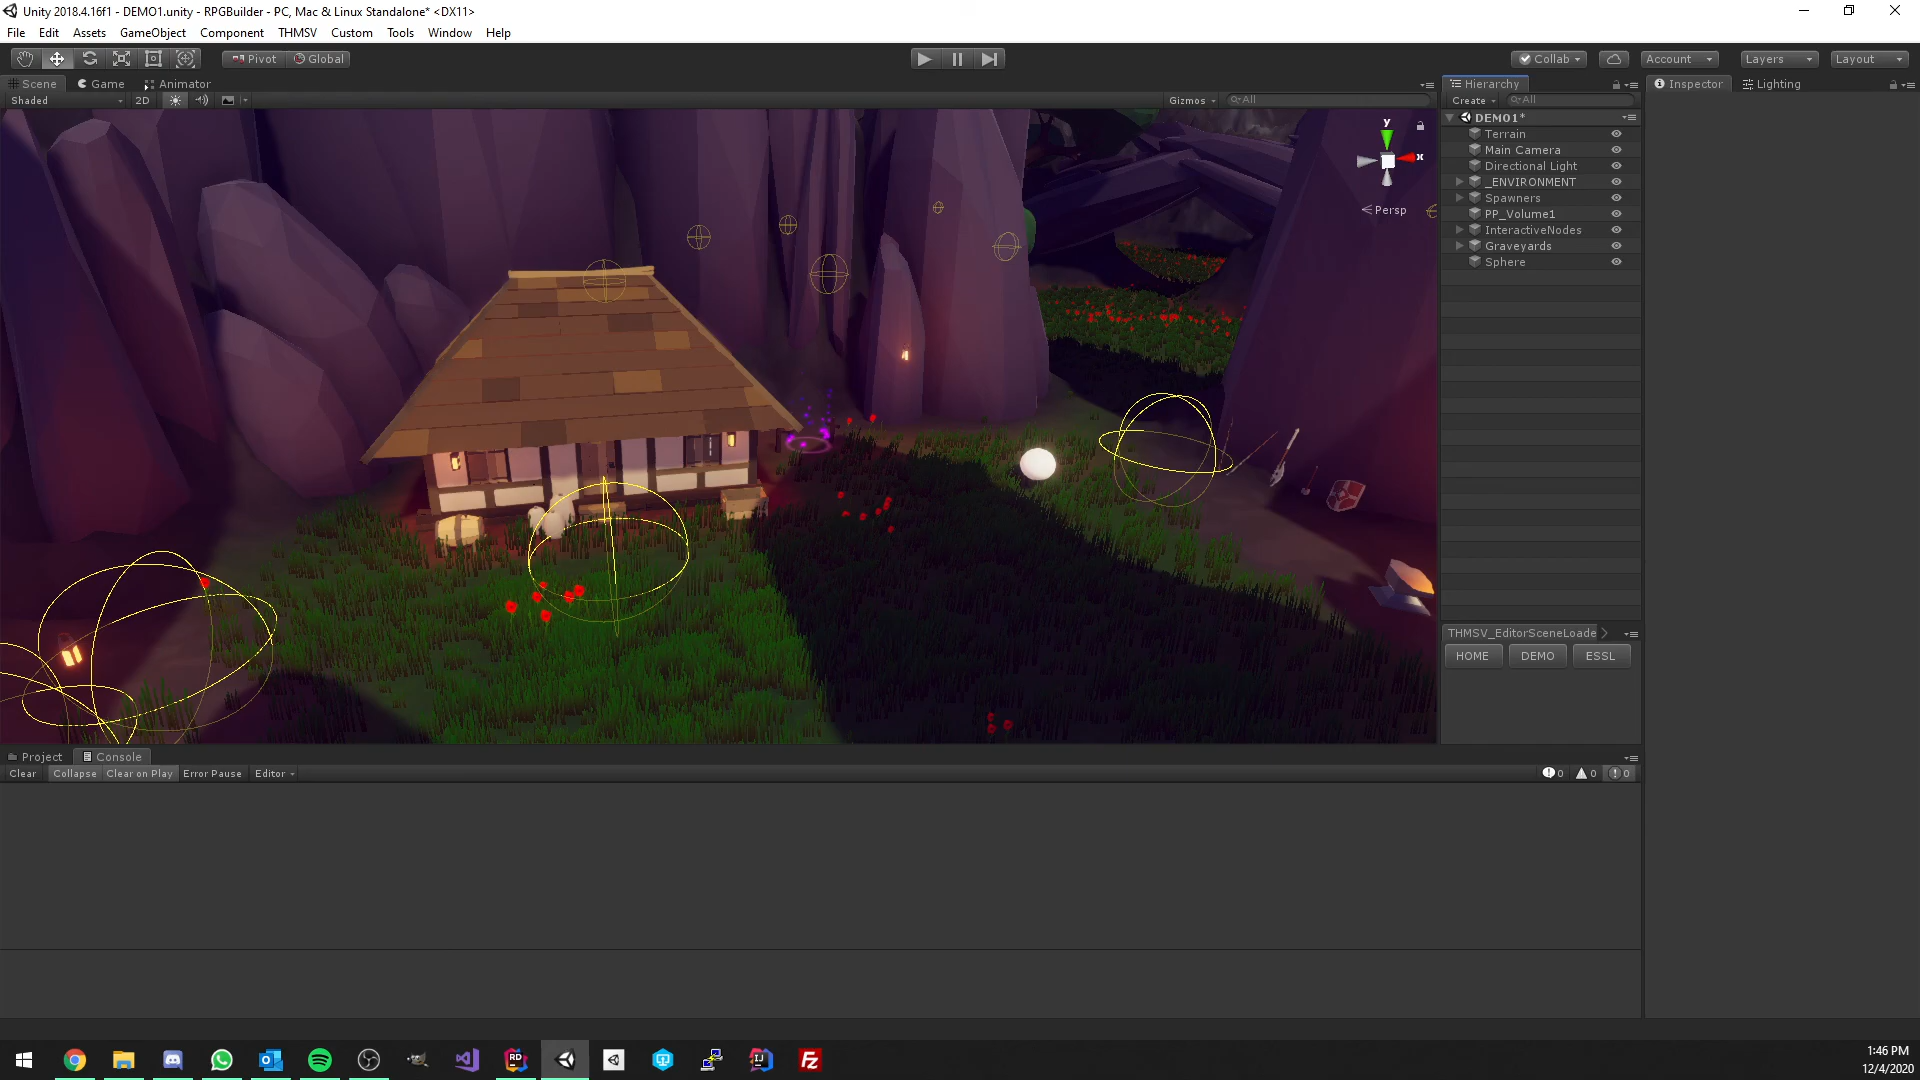 Unity 2018.4.16f1 - DEMO1.unity - RPGBuilder - PC, Mac & Linux Standalone* <DX11>
File Edit Assets GameObject Component THMSV Custom Tools Window Help
Pivot Global Collab Account Layers Layout
Scene Game Animator
Shaded 2D Gizmos All
y
x
Persp
Hierarchy
Create All
DEMO1*
Terrain
Main Camera
Directional Light
_ENVIRONMENT
Spawners
PP_Volume1
InteractiveNodes
Graveyards
Sphere
THMSV_EditorSceneLoade
HOME DEMO ESSL
Inspector Lighting
Project Console
Clear Collapse Clear on Play Error Pause Editor 0 0 0
RD
IJ
Fz
1:46 PM
12/4/2020